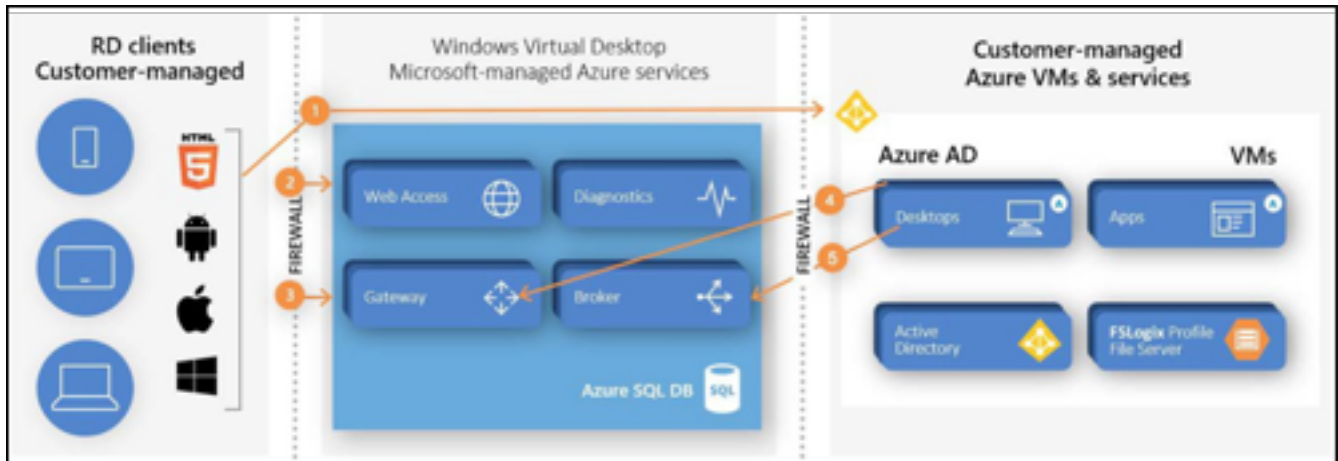 RD clients
Customer-managed
HTML
5
FIREWALL
Windows Virtual Desktop
Microsoft-managed Azure services
1
2
3
Web Access
Diagnostics
Gateway
Broker
Azure SQL DB
SQL
FIREWALL
4
5
Customer-managed
Azure VMs & services
Azure AD
VMs
Desktops
Apps
Active
Directory
FSLogix Profile
File Server